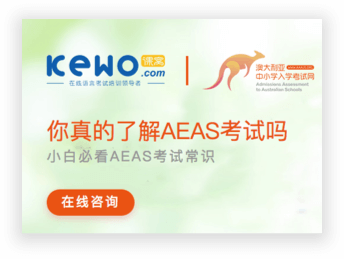 KeWO 课窝
.com
在线语言考试培训领导者
澳大利亚
中小学入学考试网
Admissions Assessment
to Australian Schools
你真的了解AEAS考试吗
小白必看AEAS考试常识
在线咨询